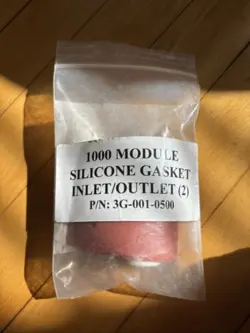 1000 MODULE
SILICONE GASKET
INLET/OUTLET (2)
P/N: 3G-001-0500